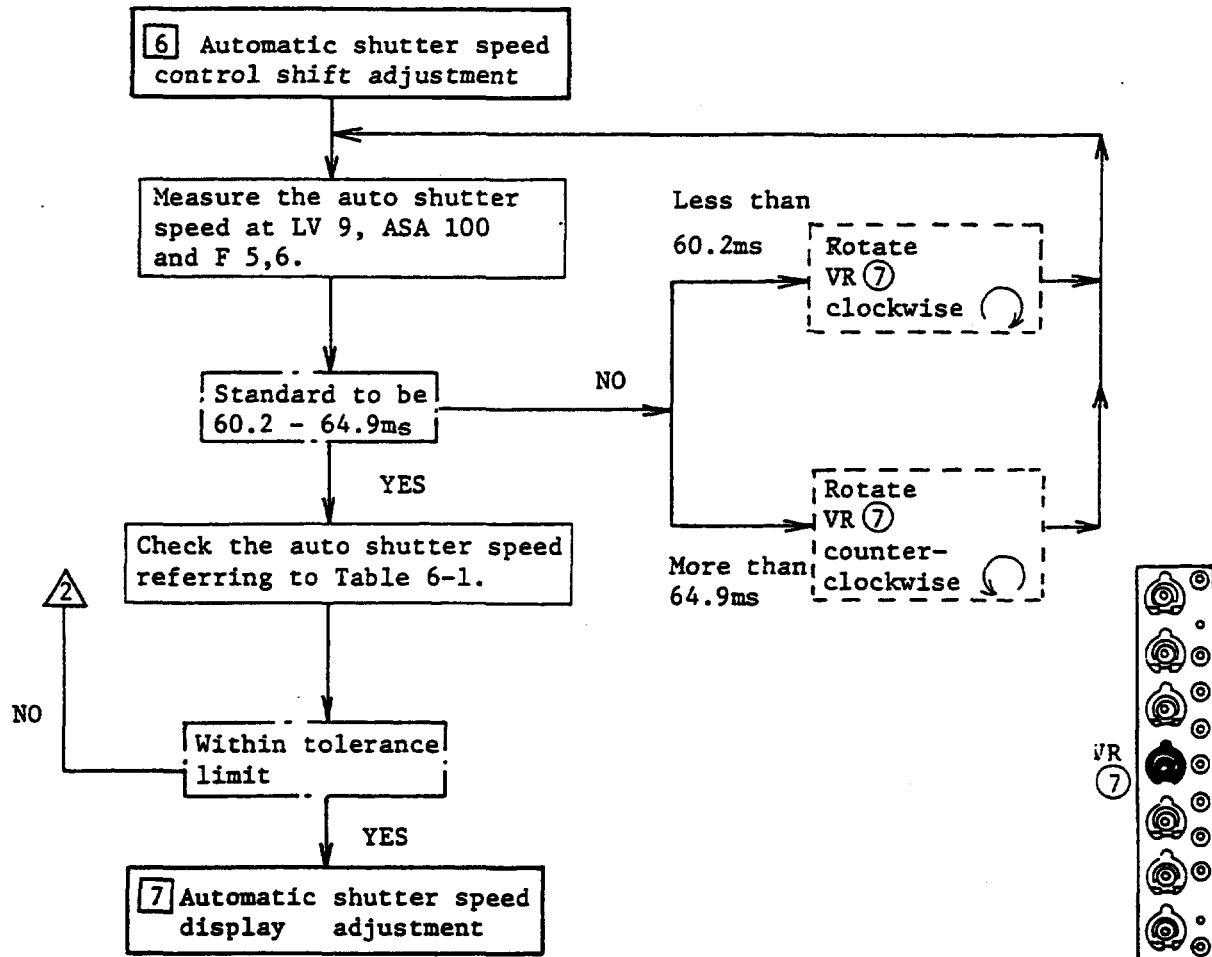 6 Automatic shutter speed
control shift adjustment
Measure the auto shutter
speed at LV 9, ASA 100
and F 5,6.
Standard to be
60.2 - 64.9ms
NO
Less than
60.2ms
Rotate
VR 7
clockwise
More than
64.9ms
Rotate
VR 7
counter-
clockwise
YES
Check the auto shutter speed
referring to Table 6-1.
2
NO
Within tolerance
limit
YES
7 Automatic shutter speed
display adjustment
VR
7